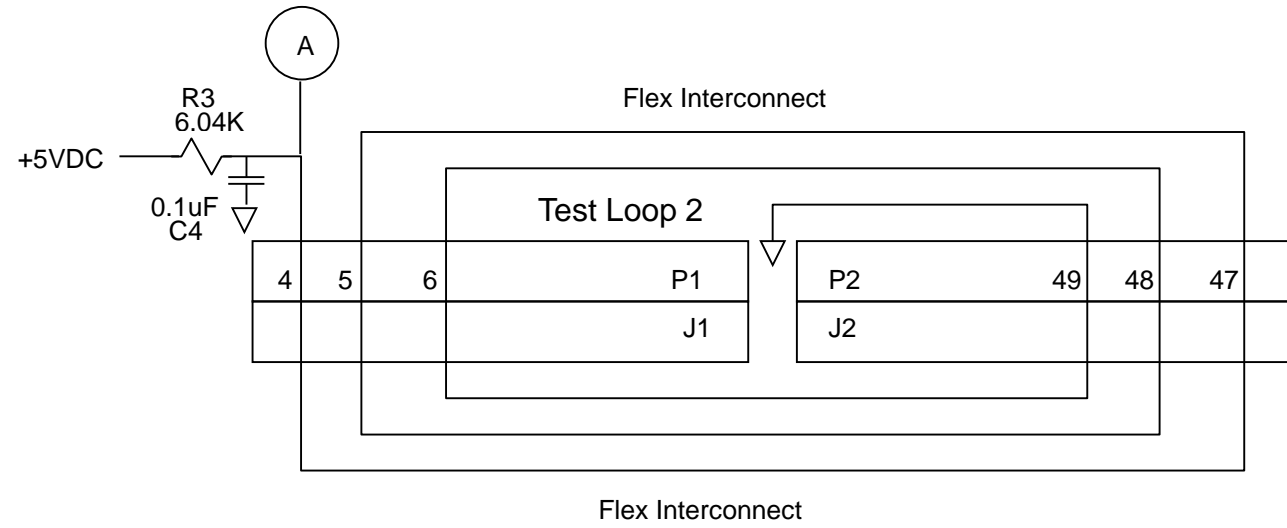 A
R3
6.04K
Flex Interconnect
+5VDC
0.1uF
C4
Test Loop 2
4 5 6 P1 P2 49 48 47
J1 J2
Flex Interconnect